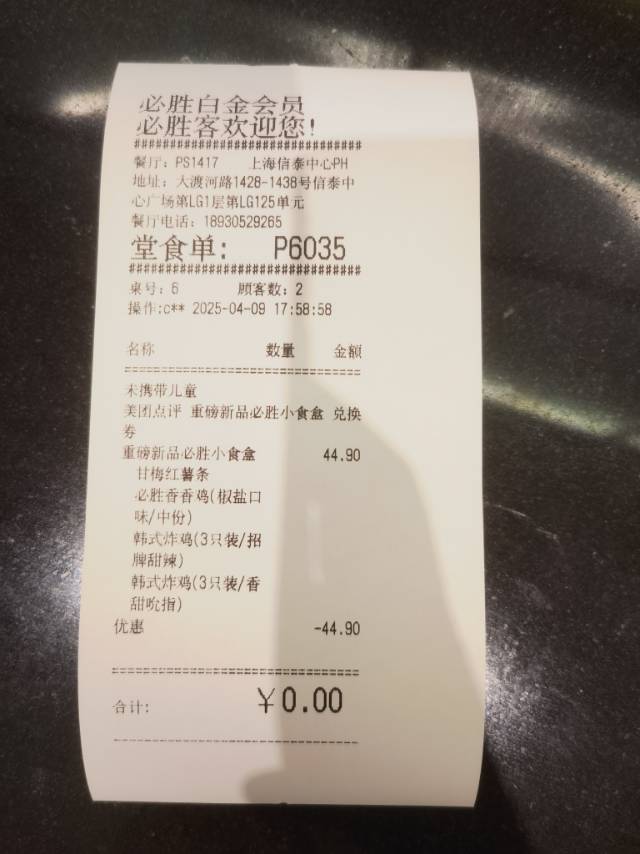 必胜白金会员
必胜客欢迎您!
######################################
餐厅: PS1417 上海信泰中心PH
地址: 大渡河路1428-1438号信泰中
心广场第LG1层第LG125单元
餐厅电话: 18930529265
堂食单: P6035
######################################
桌号: 6 顾客数: 2
操作:c** 2025-04-09 17:58:58
名称 数量 金额
======================================
未携带儿童
美团点评 重磅新品必胜小食盒 兑换
券
重磅新品必胜小食盒 44.90
甘梅红薯条
必胜香香鸡(椒盐口
味/中份)
韩式炸鸡(3只装/招
牌甜辣)
韩式炸鸡(3只装/香
甜吮指)
优惠 -44.90
======================================
合计: ¥0.00
--------------------------------------